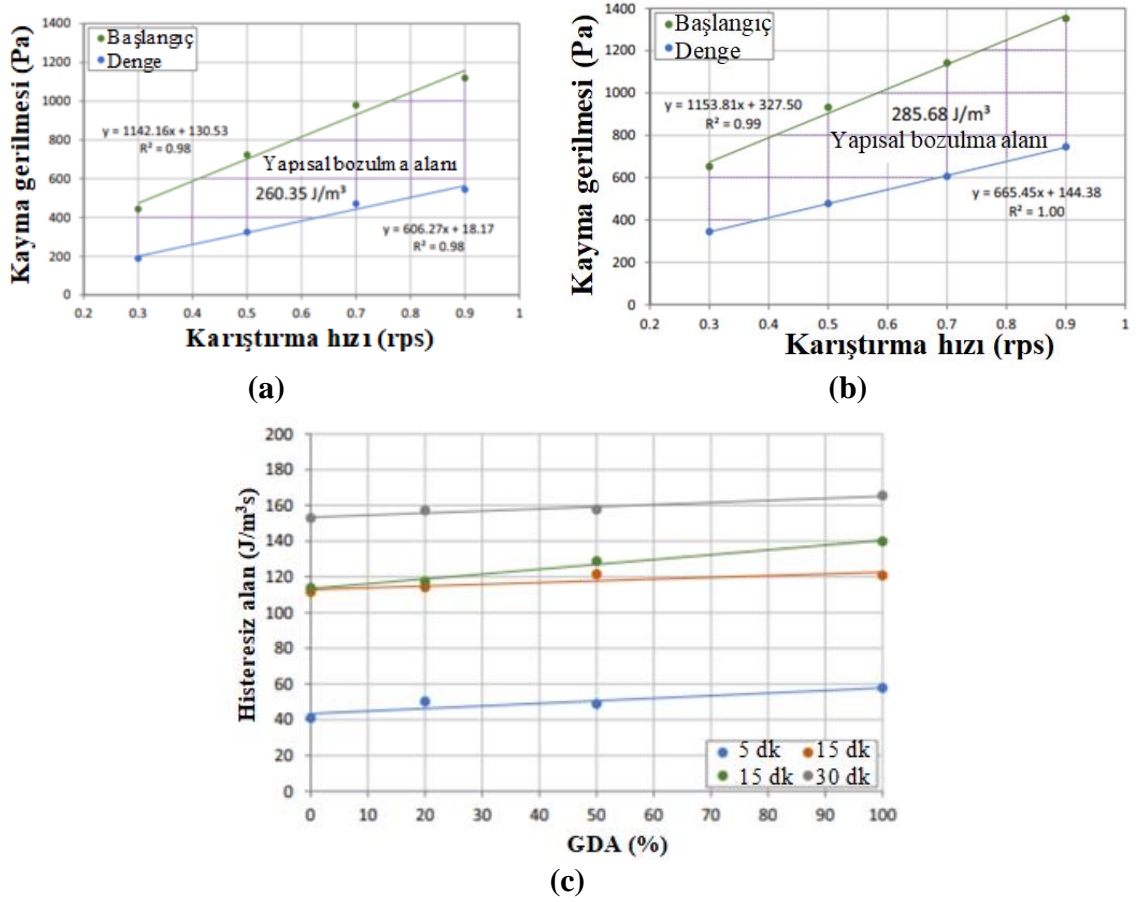 Kayma gerilmesi (Pa)
1400
1200
1000
800
600
400
200
0
Başlangıç
Denge
y = 1142.16x + 130.53
R² = 0.98
Yapısal bozulma alanı
260.35 J/m³
y = 606.27x + 18.17
R² = 0.98
0.2 0.3 0.4 0.5 0.6 0.7 0.8 0.9 1
Karıştırma hızı (rps)
(a)
Kayma gerilmesi (Pa)
1400
1200
1000
800
600
400
200
0
Başlangıç
Denge
y = 1153.81x + 327.50
R² = 0.99
285.68 J/m³
Yapısal bozulma alanı
y = 665.45x + 144.38
R² = 1.00
0.2 0.3 0.4 0.5 0.6 0.7 0.8 0.9 1
Karıştırma hızı (rps)
(b)
Histeresiz alan (J/m³s)
200
180
160
140
120
100
80
60
40
20
0
5 dk 15 dk
15 dk 30 dk
0 10 20 30 40 50 60 70 80 90 100
GDA (%)
(c)